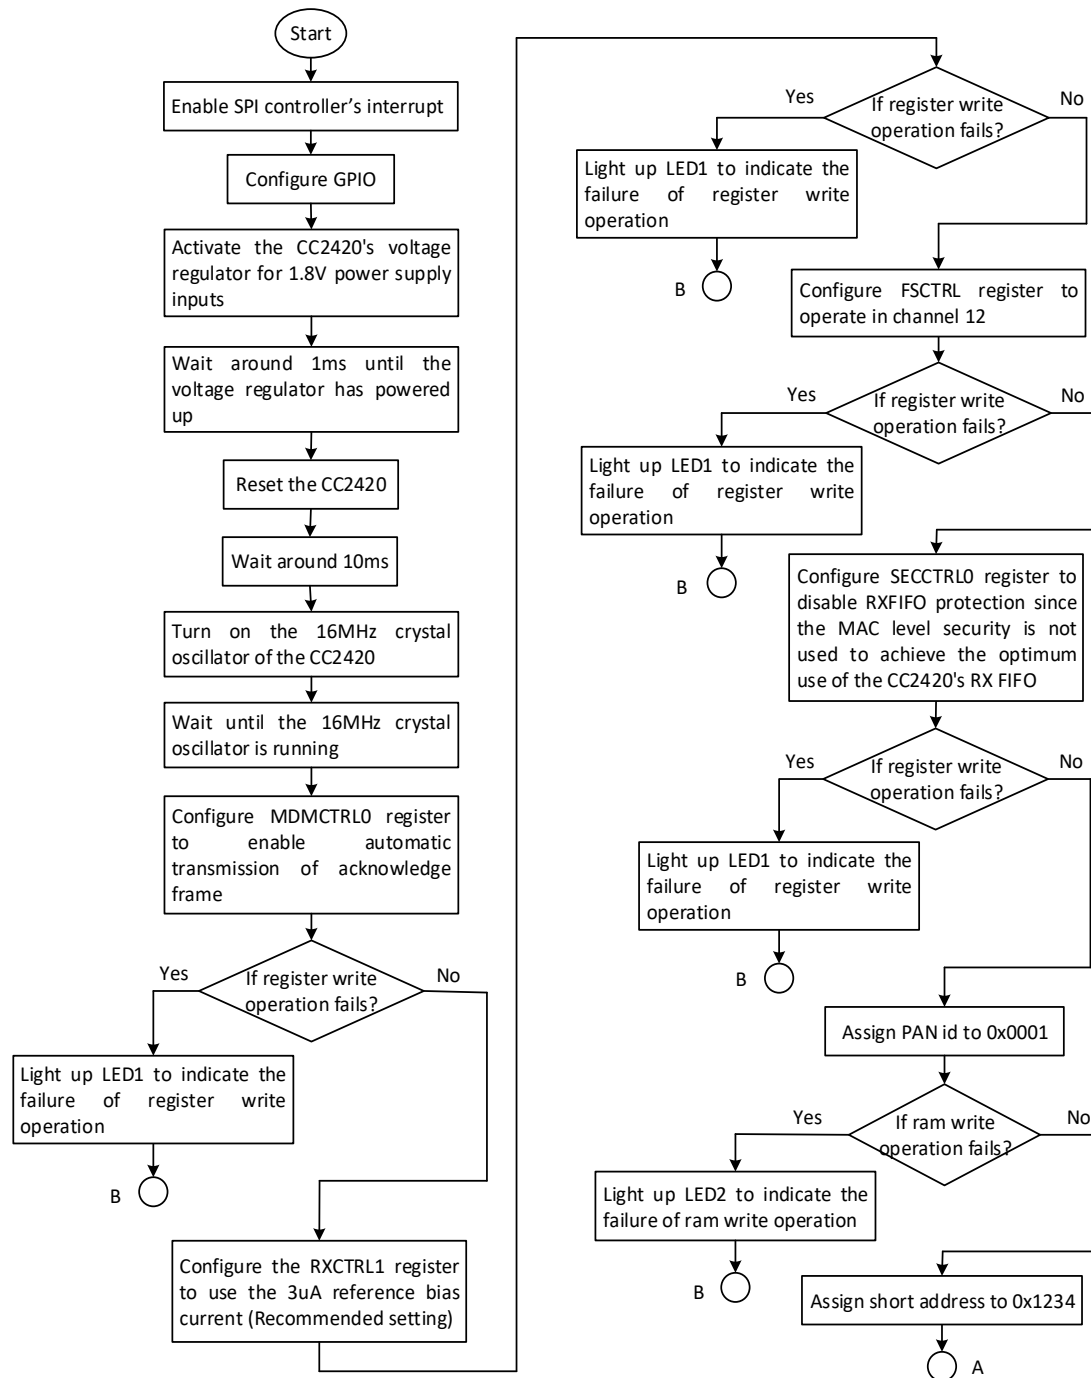 Start
Enable SPI controller's interrupt
Configure GPIO
Activate the CC2420's voltage
regulator for 1.8V power supply
inputs
Wait around 1ms until the
voltage regulator has powered
up
Reset the CC2420
Wait around 10ms
Turn on the 16MHz crystal
oscillator of the CC2420
Wait until the 16MHz crystal
oscillator is running
Configure MDMCTRL0 register
to enable automatic
transmission of acknowledge
frame
If register write
operation fails?
Yes
No
Light up LED1 to indicate the
failure of register write
operation
B
Configure the RXCTRL1 register
to use the 3uA reference bias
current (Recommended setting)
If register write
operation fails?
Yes
No
Light up LED1 to indicate the
failure of register write
operation
B
Configure FSCTRL register to
operate in channel 12
If register write
operation fails?
Yes
No
Light up LED1 to indicate the
failure of register write
operation
B
Configure SECCTRL0 register to
disable RXFIFO protection since
the MAC level security is not
used to achieve the optimum
use of the CC2420's RX FIFO
If register write
operation fails?
Yes
No
Light up LED1 to indicate the
failure of register write
operation
B
Assign PAN id to 0x0001
If ram write
operation fails?
Yes
No
Light up LED2 to indicate the
failure of ram write operation
B
Assign short address to 0x1234
A